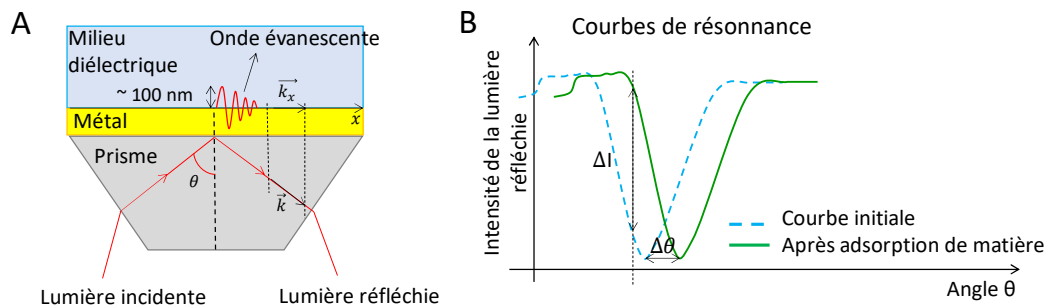 A
Milieu
diélectrique
Onde évanescente
~ 100 nm
k_x
x
Métal
Prisme
θ
k
Lumière incidente
Lumière réfléchie
B
Courbes de résonnance
Intensité de la lumière
réfléchie
ΔI
Δθ
Courbe initiale
Après adsorption de matière
Angle θ